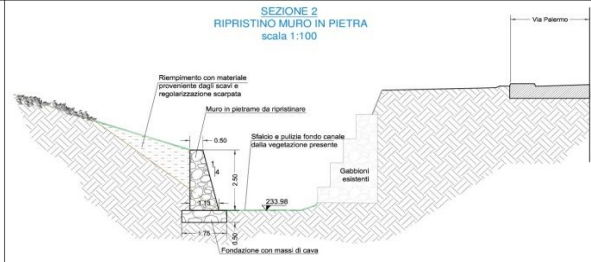 SEZIONE 2
RIPRISTINO MURO IN PIETRA
scala 1:100
Via Palermo
Riempimento con materiale
proveniente dagli scavi e
regolarizzazione scarpata
Muro in pietrame da ripristinare
0.50
Sfalcio e pulizia fondo canale
dalla vegetazione presente
1
4
2.50
Gabbioni
esistenti
1.13
233.98
1.75
0.50
Fondazione con massi di cava